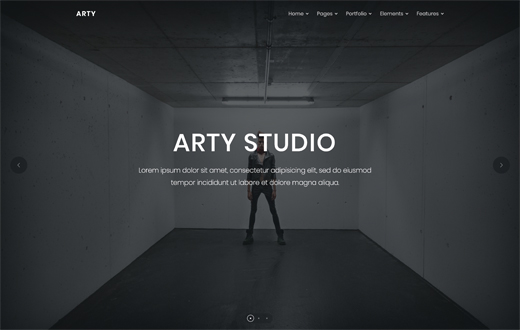 ARTY
Home Pages Portfolio Elements Features
ARTY STUDIO
Lorem ipsum dolor sit amet, consectetur adipisicing elit, sed do eiusmod
tempor incididunt ut labore et dolore magna aliqua.